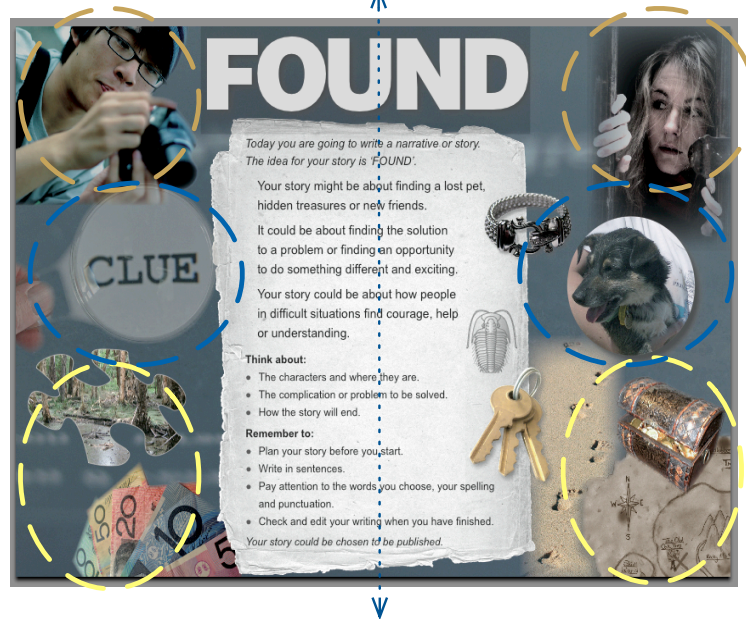 FOUND
Today you are going to write a narrative or story.
The idea for your story is 'FOUND'.
Your story might be about finding a lost pet,
hidden treasures or new friends.
It could be about finding the solution
to a problem or finding an opportunity
to do something different and exciting.
Your story could be about how people
in difficult situations find courage, help
or understanding.
Think about:
• The characters and where they are.
• The complication or problem to be solved.
• How the story will end.
Remember to:
• Plan your story before you start.
• Write in sentences.
• Pay attention to the words you choose, your spelling
and punctuation.
• Check and edit your writing when you have finished.
Your story could be chosen to be published.
CLUE
50
20
10
5
N
W
E
S